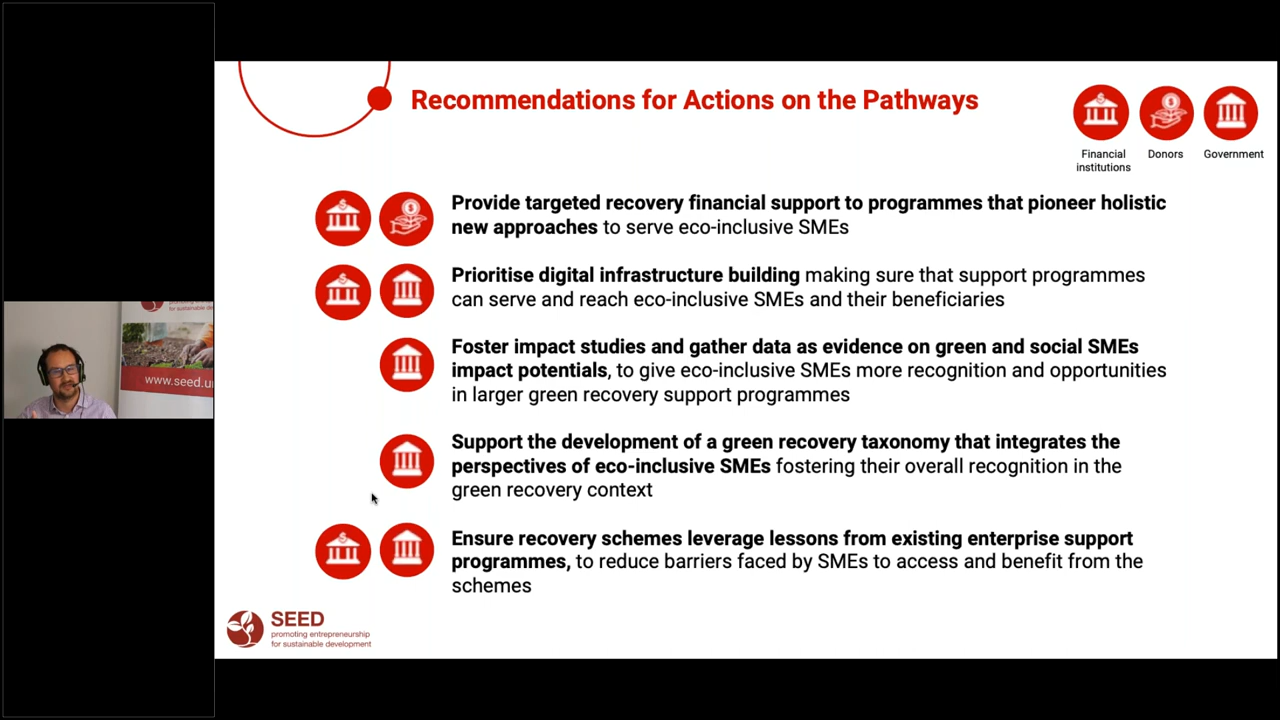 Recommendations for Actions on the Pathways
Financial
institutions
Donors
Government
Provide targeted recovery financial support to programmes that pioneer holistic
new approaches to serve eco-inclusive SMEs
Prioritise digital infrastructure building making sure that support programmes
can serve and reach eco-inclusive SMEs and their beneficiaries
Foster impact studies and gather data as evidence on green and social SMEs
impact potentials, to give eco-inclusive SMEs more recognition and opportunities
in larger green recovery support programmes
Support the development of a green recovery taxonomy that integrates the
perspectives of eco-inclusive SMEs fostering their overall recognition in the
green recovery context
Ensure recovery schemes leverage lessons from existing enterprise support
programmes, to reduce barriers faced by SMEs to access and benefit from the
schemes
SEED
promoting entrepreneurship
for sustainable development
for sustainable
www.seed.u